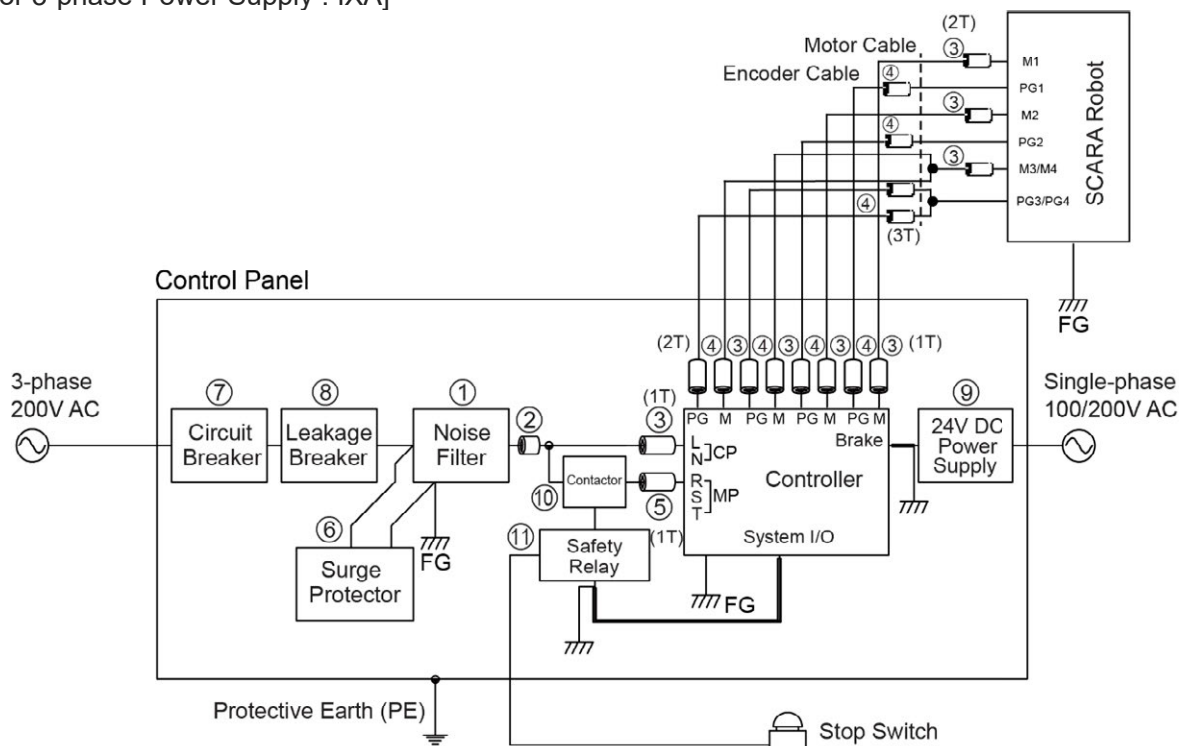 or 3-phase Power Supply : IXA]
(2T)
Motor Cable
③
M1
Encoder Cable
④
PG1
③
M2
④
PG2
③
M3/M4
④
PG3/PG4
(3T)
SCARA Robot
FG
Control Panel
(2T) ④ ③ ④ ③ ④ ③ ④ ③ (1T)
PG M PG M PG M PG M
3-phase
200V AC
⑦
Circuit
Breaker
⑧
Leakage
Breaker
①
Noise
Filter
②
(1T)
③
L
N
CP
⑩
Contactor
⑤
(1T)
R
S
T
MP
Brake
Controller
System I/O
⑨
24V DC
Power
Supply
Single-phase
100/200V AC
⑥
Surge
Protector
FG
⑪
Safety
Relay
FG
Protective Earth (PE)
Stop Switch